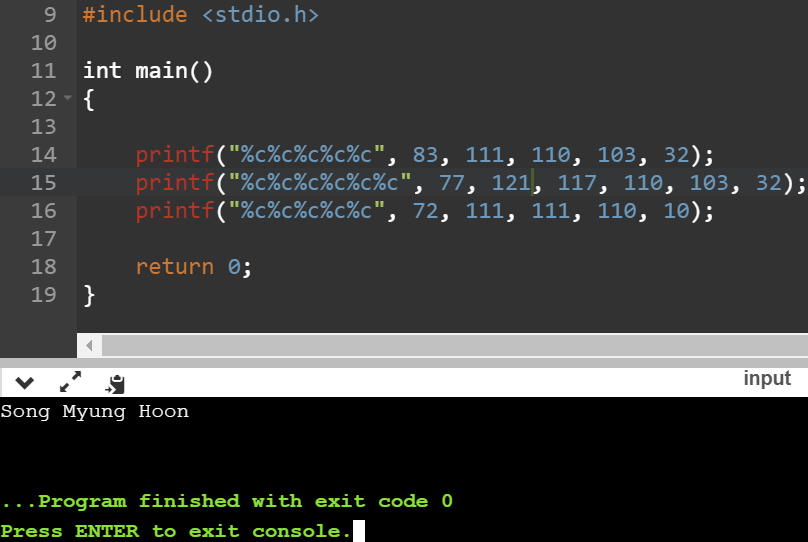 9 #include <stdio.h>
10
11 int main()
12 {
13
14 printf("%c%c%c%c%c", 83, 111, 110, 103, 32);
15 printf("%c%c%c%c%c%c", 77, 121, 117, 110, 103, 32);
16 printf("%c%c%c%c%c", 72, 111, 111, 110, 10);
17
18 return 0;
19 }
input
Song Myung Hoon
...Program finished with exit code 0
Press ENTER to exit console.